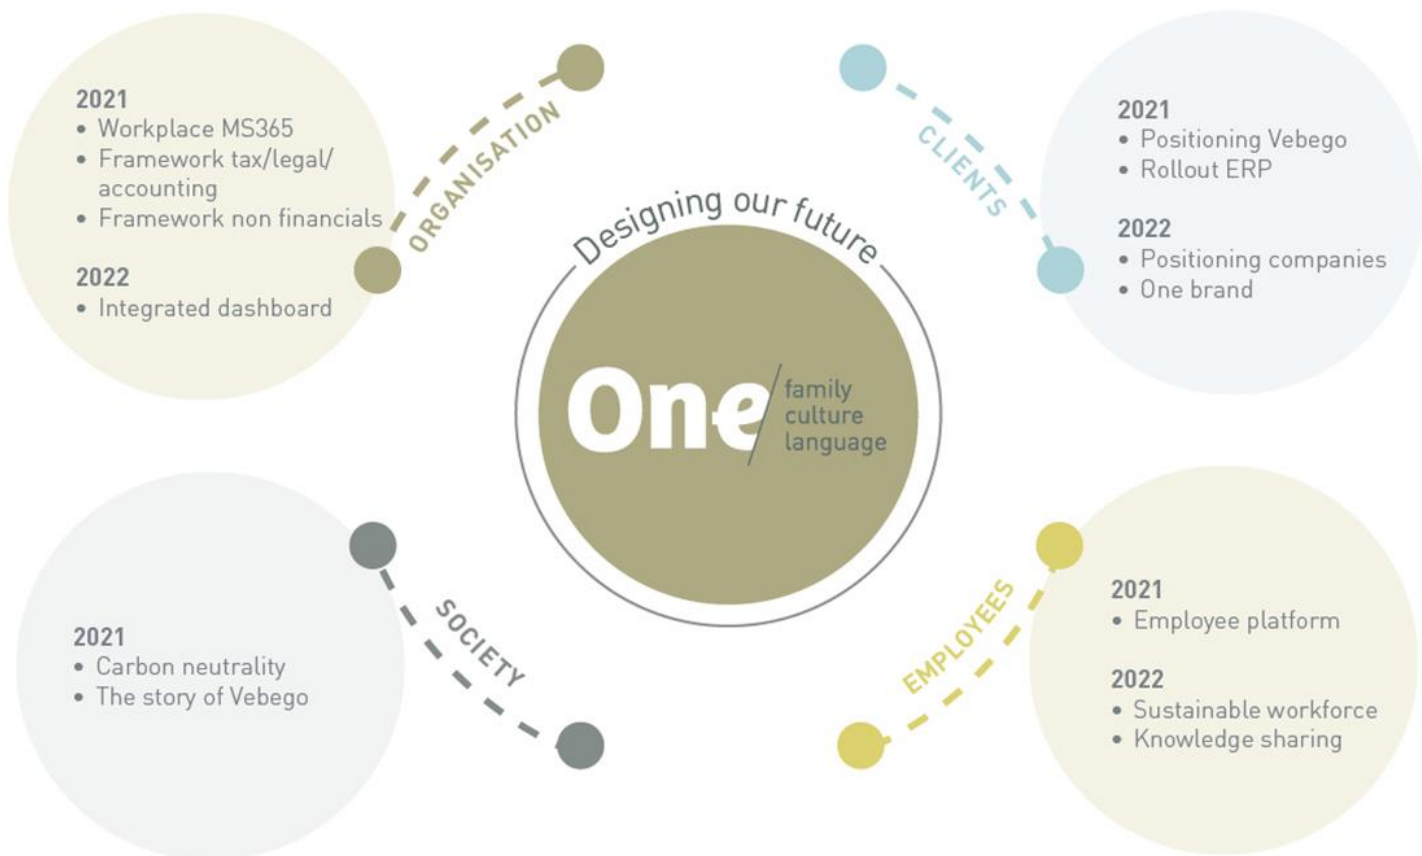 2021
• Workplace MS365
• Framework tax/legal/
accounting
• Framework non financials
2022
• Integrated dashboard
ORGANISATION
CLIENTS
2021
• Positioning Vebego
• Rollout ERP
2022
• Positioning companies
• One brand
Designing our future
One
family
culture
language
2021
• Carbon neutrality
• The story of Vebego
SOCIETY
EMPLOYEES
2021
• Employee platform
2022
• Sustainable workforce
• Knowledge sharing